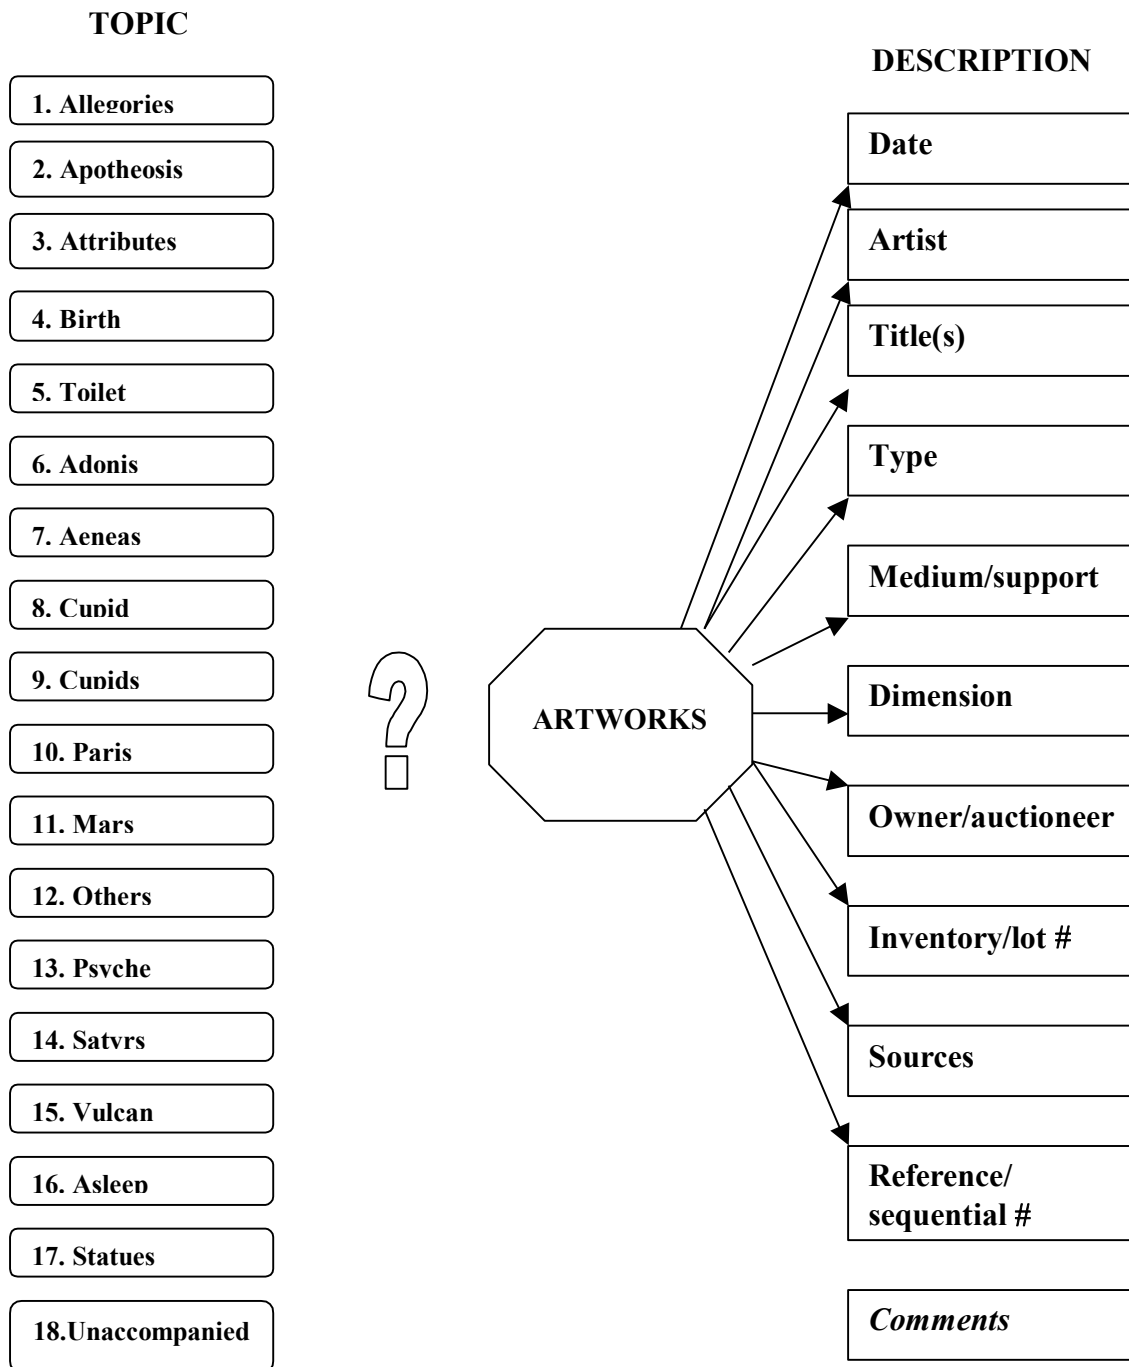 TOPIC
1. Allegories
2. Apotheosis
3. Attributes
4. Birth
5. Toilet
6. Adonis
7. Aeneas
8. Cupid
9. Cupids
10. Paris
11. Mars
12. Others
13. Psyche
14. Satyrs
15. Vulcan
16. Asleep
17. Statues
18.Unaccompanied
?
ARTWORKS
DESCRIPTION
Date
Artist
Title(s)
Type
Medium/support
Dimension
Owner/auctioneer
Inventory/lot #
Sources
Reference/
sequential #
Comments